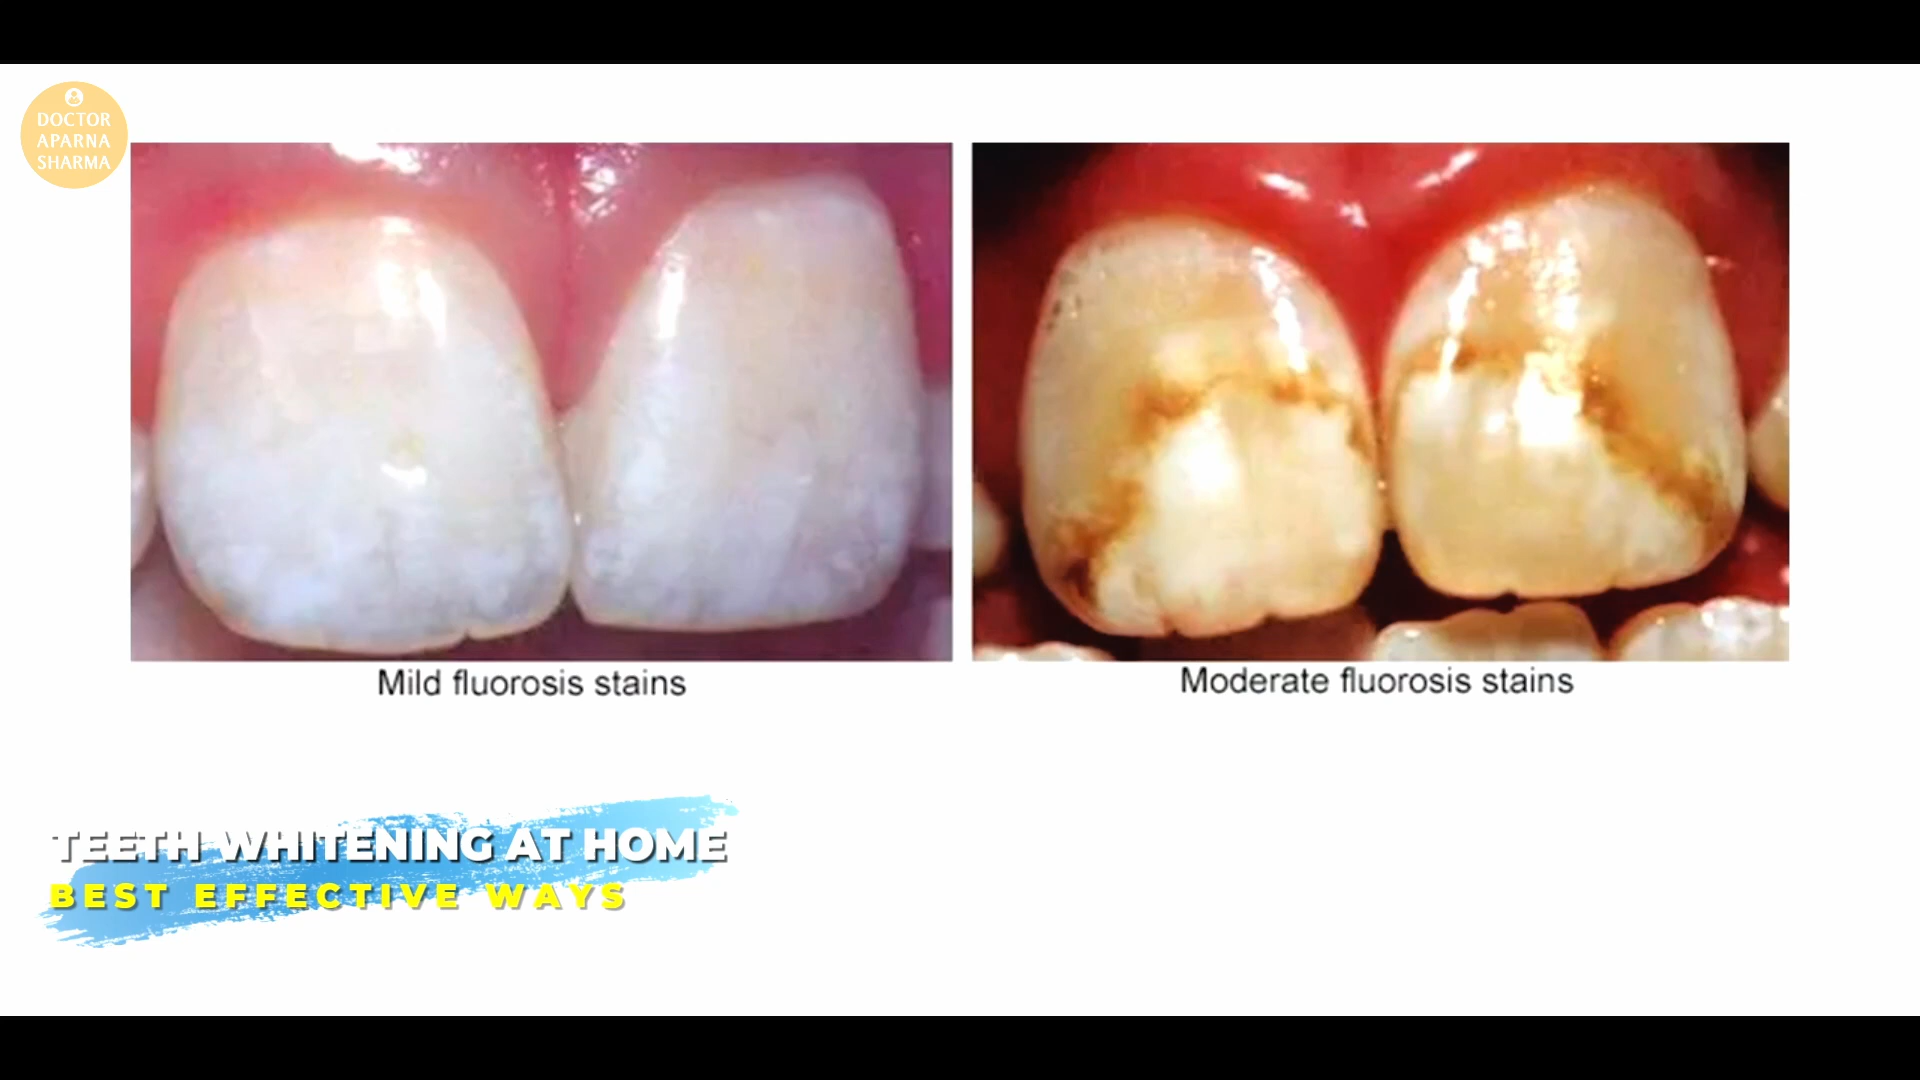 DOCTOR
APARNA
SHARMA
Mild fluorosis stains
Moderate fluorosis stains
TEETH WHITENING AT HOME
BEST EFFECTIVE WAYS